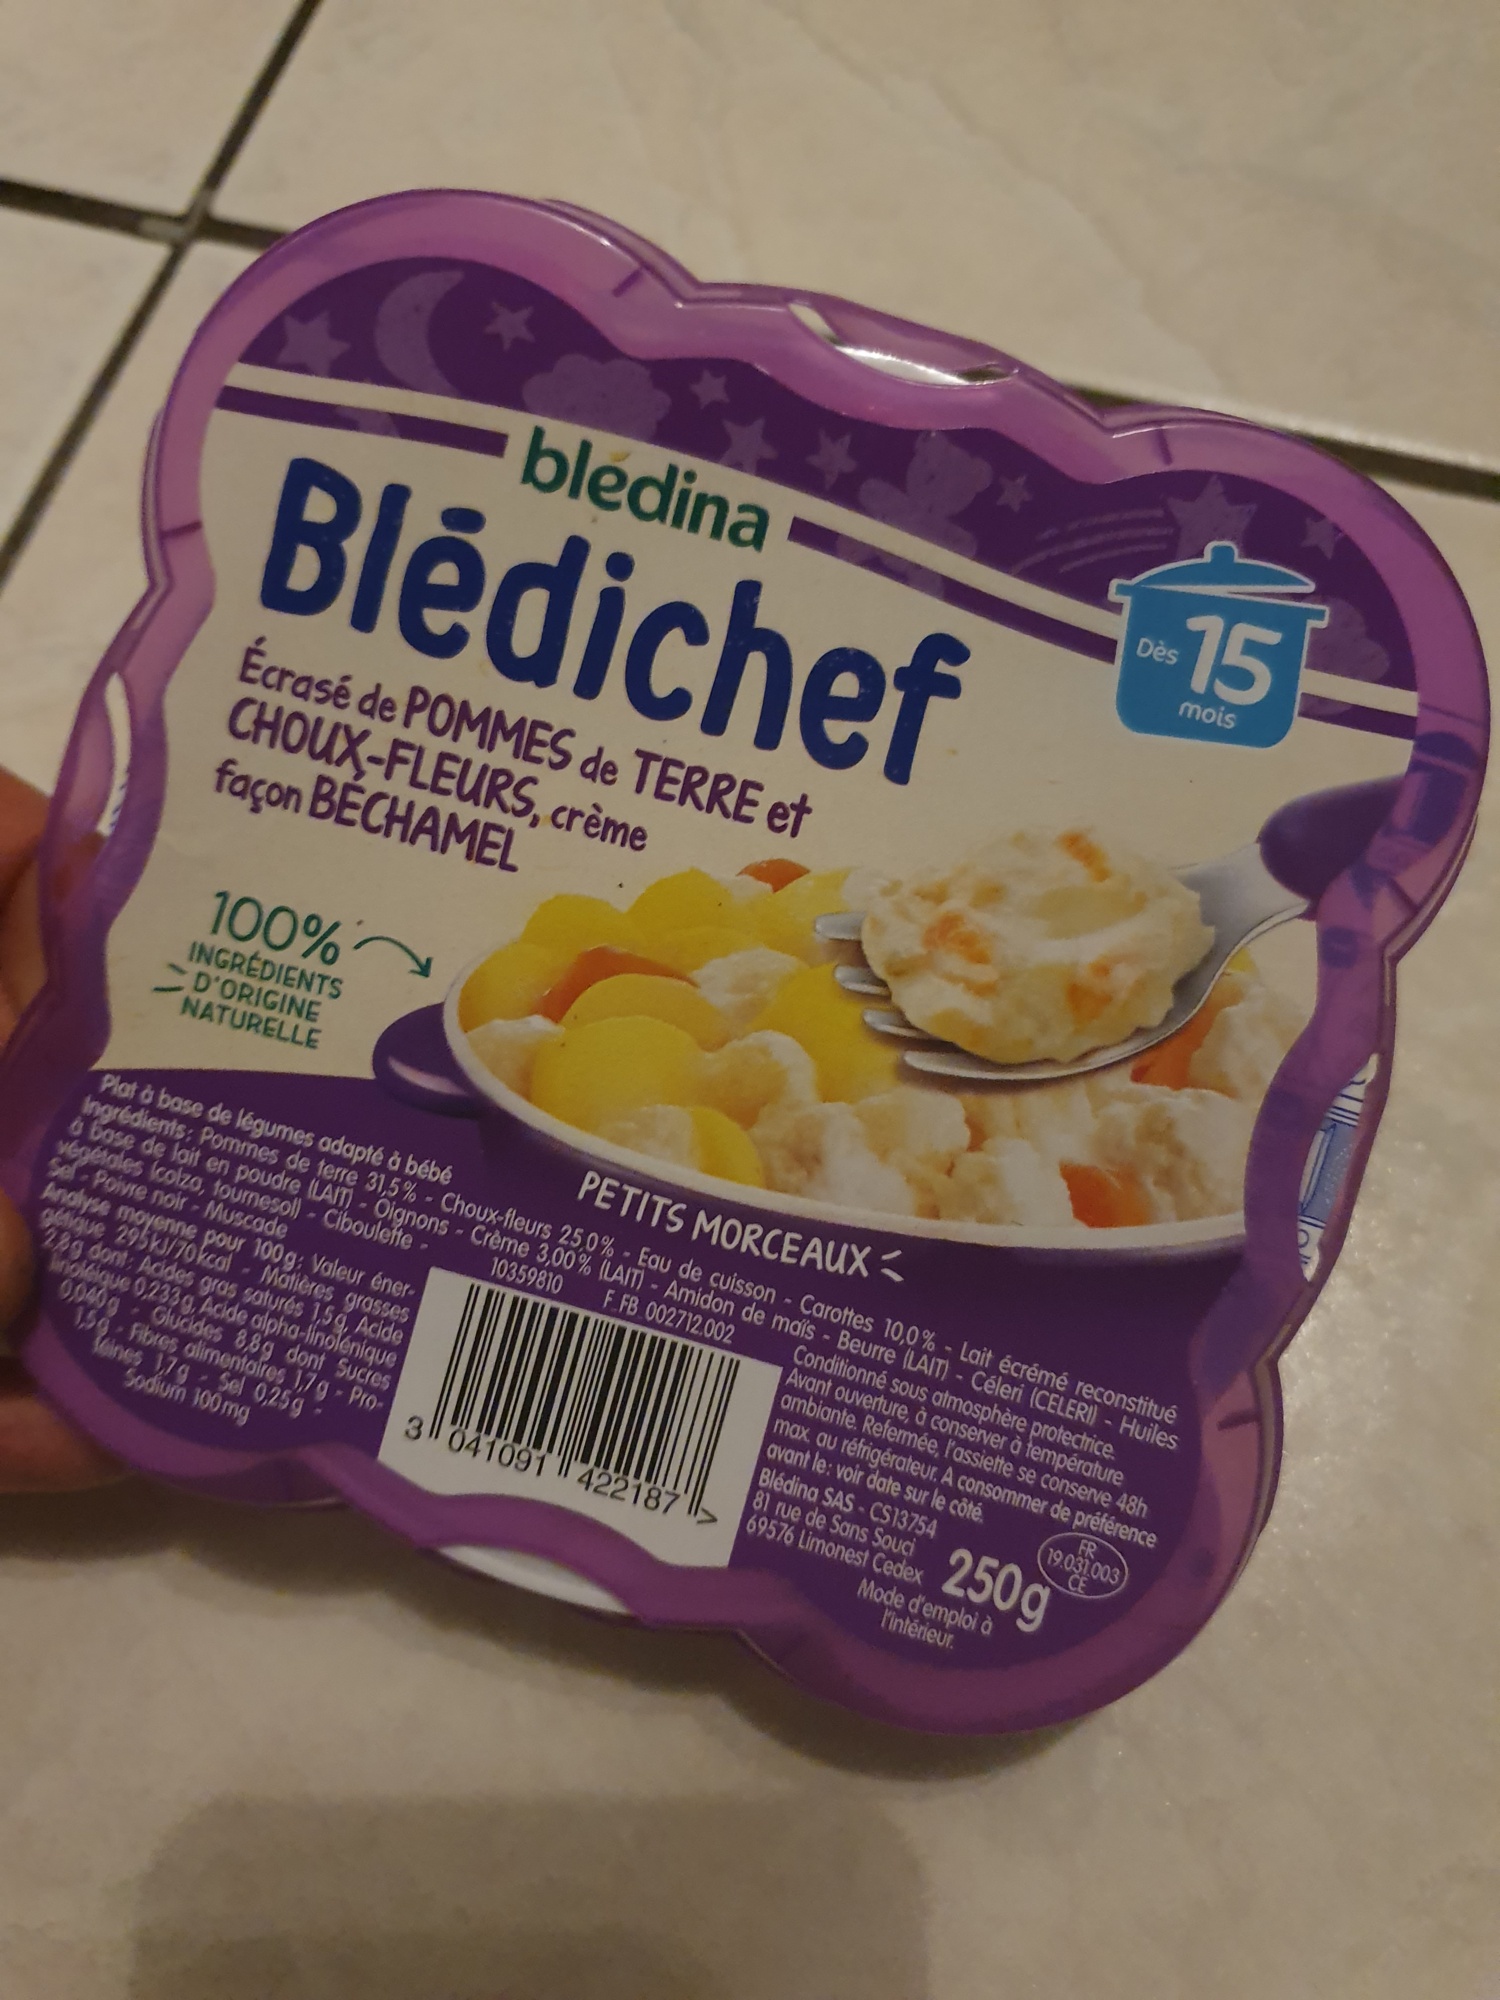 blédina
Blédichef
Dès 15
mois
Écrasé de POMMES de TERRE et
CHOUX-FLEURS, crème
façon BÉCHAMEL
100%
INGRÉDIENTS
D'ORIGINE
NATURELLE
PETITS MORCEAUX
Plat à base de légumes adapté à bébé
Ingrédients: Pommes de terre 31,5% - Choux-fleurs 25,0% - Eau de cuisson - Carottes 10,0% - Lait écrémé reconstitué
à base de lait en poudre (LAIT) - Oignons - Crème 3,00% (LAIT) - Amidon de maïs - Beurre (LAIT) - Céleri (CELERI) - Huiles
végétales (colza, tournesol) - Ciboulette -
Sel - Poivre noir - Muscade
Analyse moyenne pour 100g: Valeur éner-
gétique 295kJ/70kcal - Matières grasses
2,8g dont: Acides gras saturés 1,5g, Acide
linoléique 0,233g, Acide alpha-linolénique
0,040g - Glucides 8,8g dont Sucres
1,5g - Fibres alimentaires 1,7g - Pro-
téines 1,7g - Sel 0,25g -
Sodium 100mg
10359810 F_FB 002712.002
3 041091 422187 >
Conditionné sous atmosphère protectrice.
Avant ouverture, à conserver à température
ambiante. Refermée, l'assiette se conserve 48h
max. au réfrigérateur. A consommer de préférence
avant le: voir date sur le côté.
Blédina SAS - CS13754
81 rue de Sans Souci
69576 Limonest Cedex
250g
FR
19.031.003
CE
Mode d'emploi à
l'intérieur.